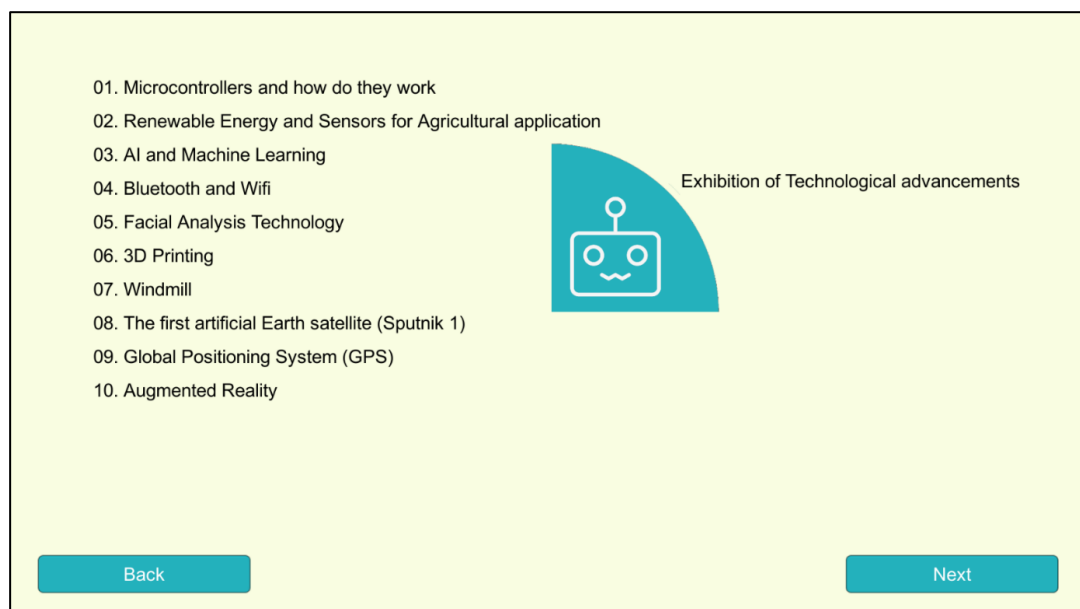 01. Microcontrollers and how do they work
02. Renewable Energy and Sensors for Agricultural application
03. AI and Machine Learning
04. Bluetooth and Wifi
05. Facial Analysis Technology
06. 3D Printing
07. Windmill
08. The first artificial Earth satellite (Sputnik 1)
09. Global Positioning System (GPS)
10. Augmented Reality
Exhibition of Technological advancements
Back
Next